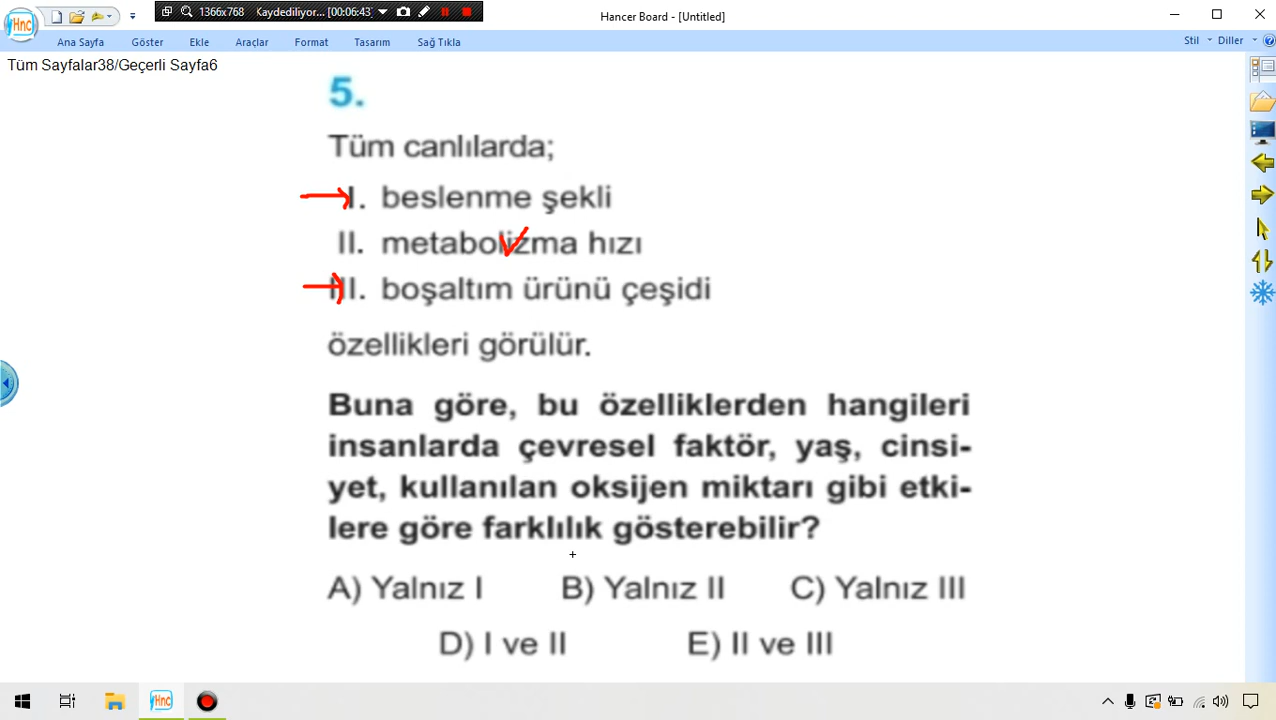 Hnc
1366x768 Kaydediliyor... [00:06:43]
Hancer Board - [Untitled]
Ana Sayfa Göster Ekle Araçlar Format Tasarım Sağ Tıkla Stil Diller
Tüm Sayfalar38/Geçerli Sayfa6
5.
Tüm canlılarda;
I. beslenme şekli
II. metabolizma hızı
III. boşaltım ürünü çeşidi
özellikleri görülür.
Buna göre, bu özelliklerden hangileri
insanlarda çevresel faktör, yaş, cinsi-
yet, kullanılan oksijen miktarı gibi etki-
lere göre farklılık gösterebilir?
A) Yalnız I B) Yalnız II C) Yalnız III
D) I ve II E) II ve III
Hnc